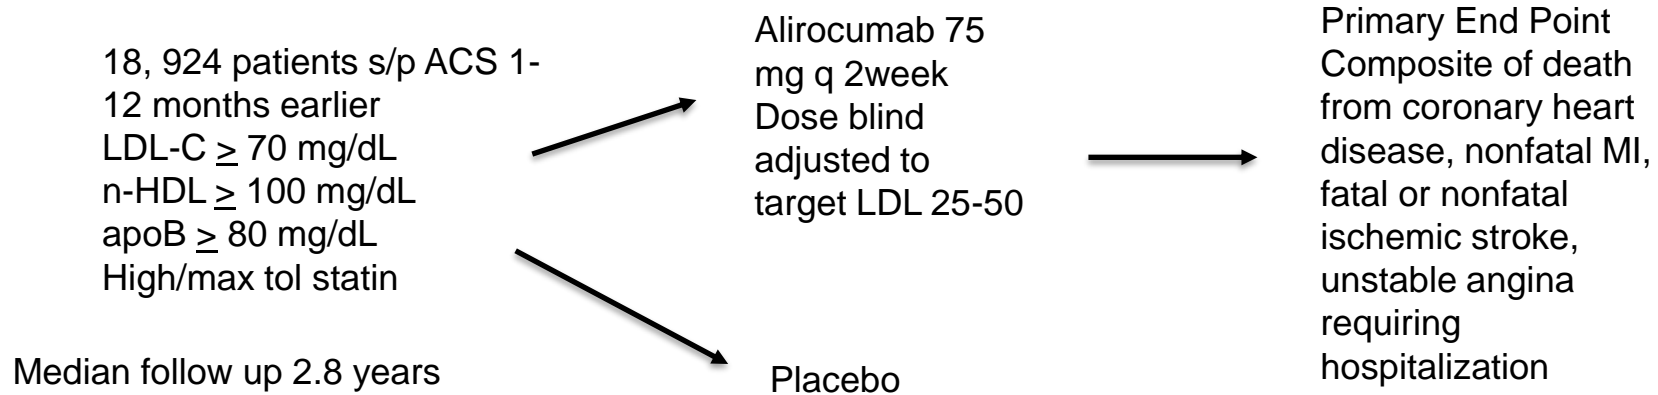 18, 924 patients s/p ACS 1-
12 months earlier
LDL-C ≥ 70 mg/dL
n-HDL ≥ 100 mg/dL
apoB ≥ 80 mg/dL
High/max tol statin
Median follow up 2.8 years
Alirocumab 75
mg q 2week
Dose blind
adjusted to
target LDL 25-50
Placebo
Primary End Point
Composite of death
from coronary heart
disease, nonfatal MI,
fatal or nonfatal
ischemic stroke,
unstable angina
requiring
hospitalization